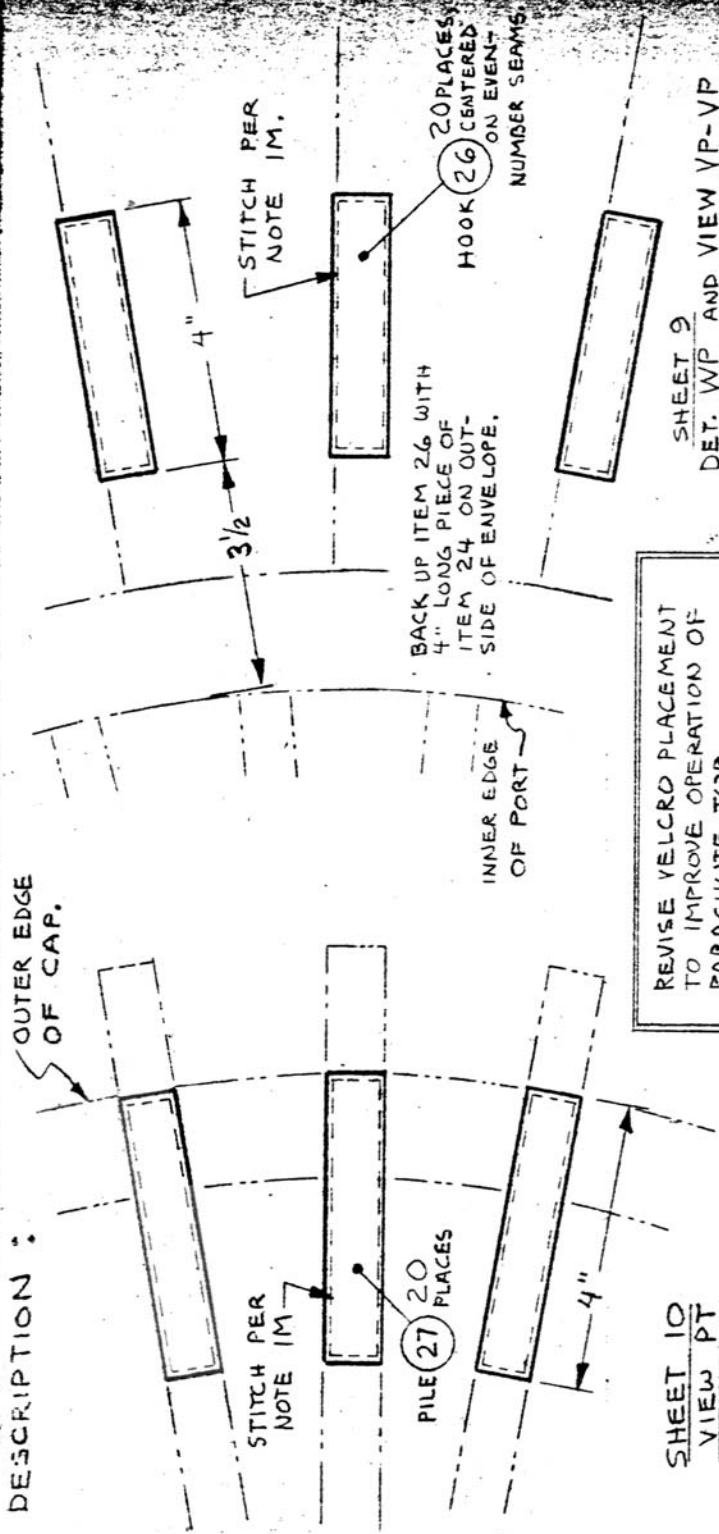 DESCRIPTION :
OUTER EDGE
OF CAP.
STITCH PER
NOTE 1M
PILE 27 20
PLACES
4"
SHEET 10
VIEW PT
INNER EDGE
OF PORT
3 1/2
4"
STITCH PER
NOTE 1M.
BACK UP ITEM 26 WITH
4" LONG PIECE OF
ITEM 24 ON OUT-
SIDE OF ENVELOPE.
20 PLACES,
HOOK 26 CENTERED
ON EVEN-
NUMBER SEAMS.
SHEET 9
DET. WP AND VIEW VP-VP
REVISE VELCRO PLACEMENT
TO IMPROVE OPERATION OF